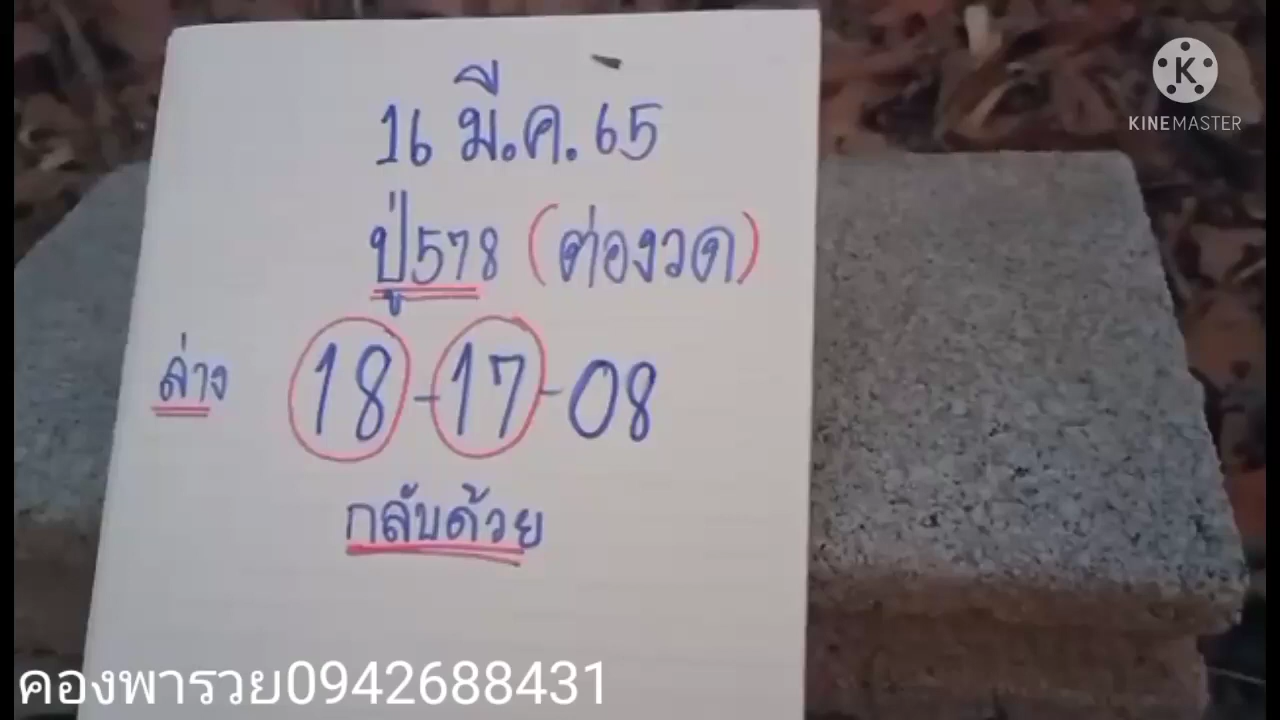 16 มี.ค.65
ปู่578 (ต่องวด)
ล่าง 18-17-08
กลับด้วย
K
KINEMASTER
คองพารวย0942688431